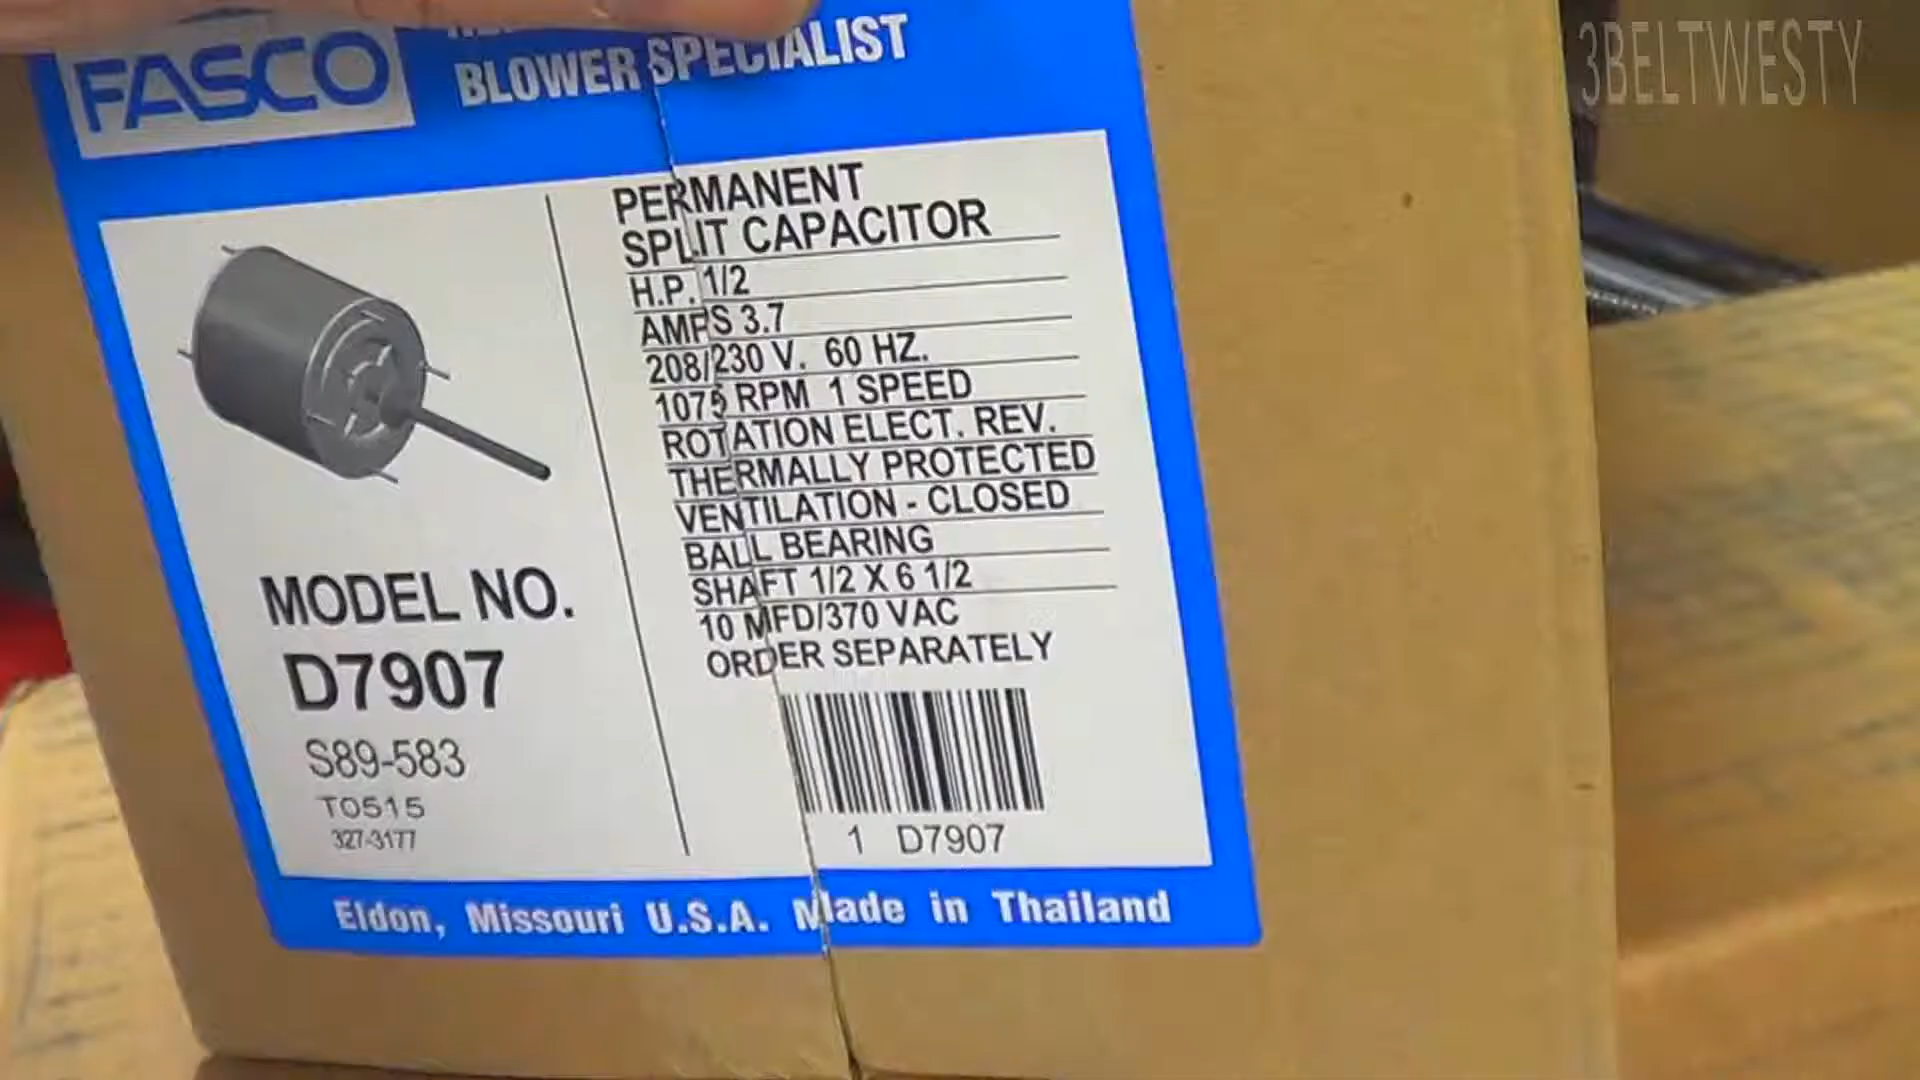 3BELTWESTY
FASCO
BLOWER SPECIALIST
PERMANENT
SPLIT CAPACITOR
H.P. 1/2
AMPS 3.7
208/230 V. 60 HZ.
1075 RPM 1 SPEED
ROTATION ELECT. REV.
THERMALLY PROTECTED
VENTILATION - CLOSED
BALL BEARING
SHAFT 1/2 X 6 1/2
10 MFD/370 VAC
ORDER SEPARATELY
MODEL NO.
D7907
S89-583
TO515
327-3177
1 D7907
Eldon, Missouri U.S.A. Made in Thailand